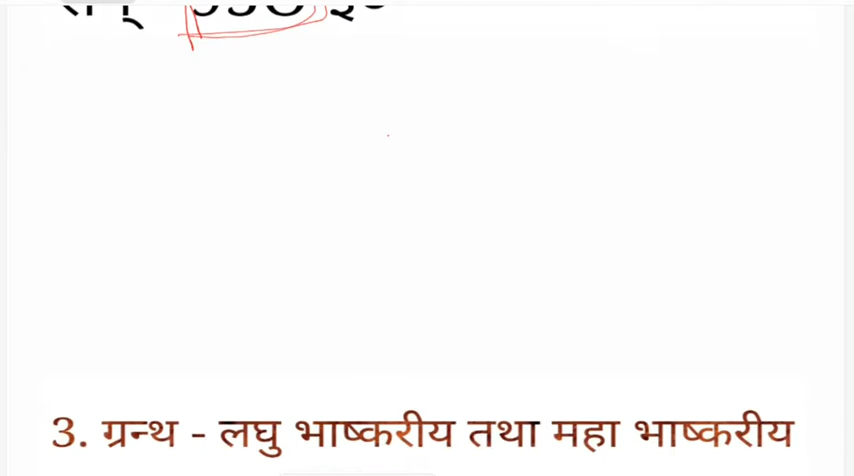 3. ग्रन्थ - लघु भाष्करीय तथा महा भाष्करीय